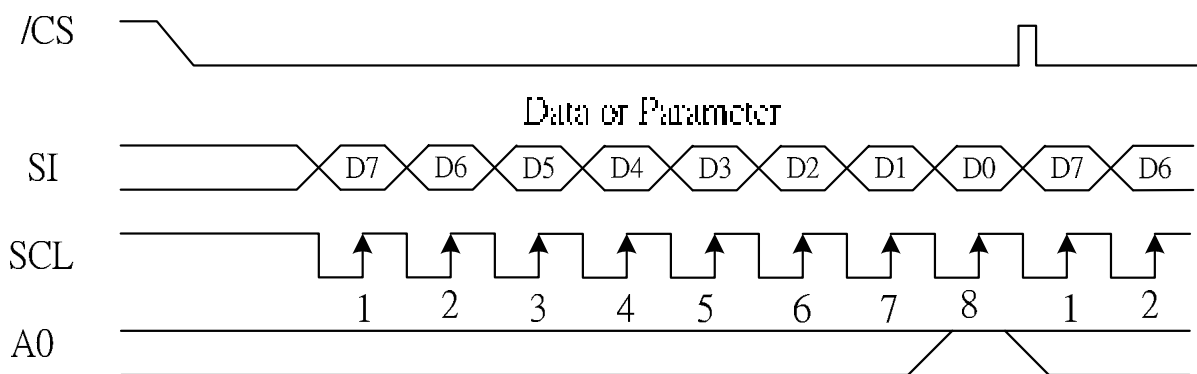 /CS
Data or Parameter
SI D7 D6 D5 D4 D3 D2 D1 D0 D7 D6
SCL
1 2 3 4 5 6 7 8 1 2
A0